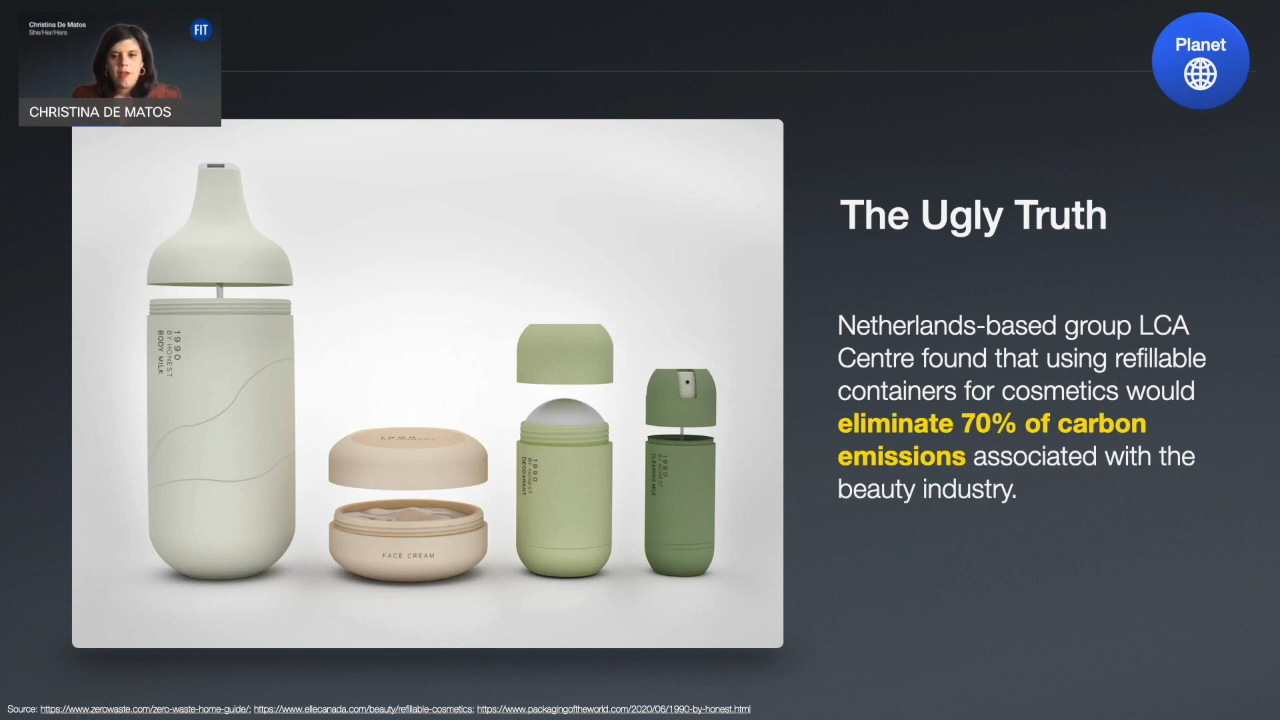 Christina De Matos
She/Her/Hers
FIT
CHRISTINA DE MATOS
Planet
The Ugly Truth
Netherlands-based group LCA
Centre found that using refillable
containers for cosmetics would
eliminate 70% of carbon
emissions associated with the
beauty industry.
1990
BY HONEST
BODY MILK
FACE CREAM
1990
BY HONEST
DEODARANT
1990
BY HONEST
CLEANING MILK
Source: https://www.zerowaste.com/zero-waste-home-guide/; https://www.ellecanada.com/beauty/refillable-cosmetics; https://www.packagingoftheworld.com/2020/06/1990-by-honest.html